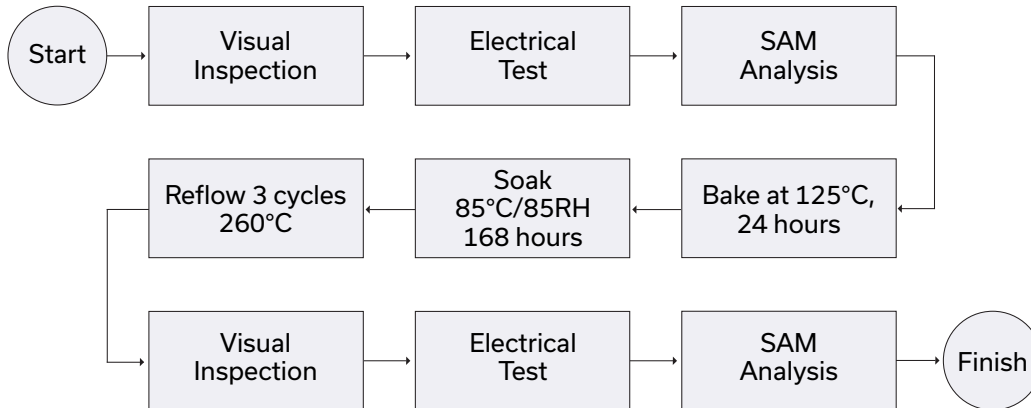 Start
Visual
Inspection
Electrical
Test
SAM
Analysis
Bake at 125°C,
24 hours
Soak
85°C/85RH
168 hours
Reflow 3 cycles
260°C
Visual
Inspection
Electrical
Test
SAM
Analysis
Finish